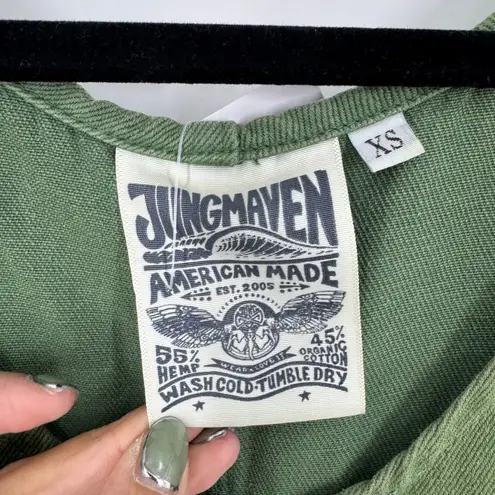 JUNGMAVEN
AMERICAN MADE
EST. 2005
55% HEMP
45% ORGANIC COTTON
WEAR & LOVE IT
WASH COLD · TUMBLE DRY
XS